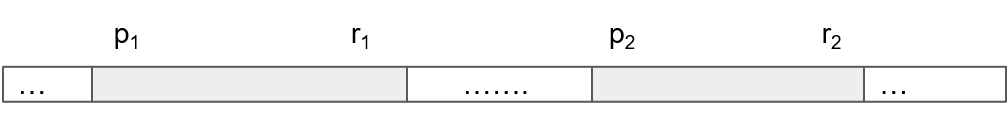 p₁ r₁ p₂ r₂
... ....... ...